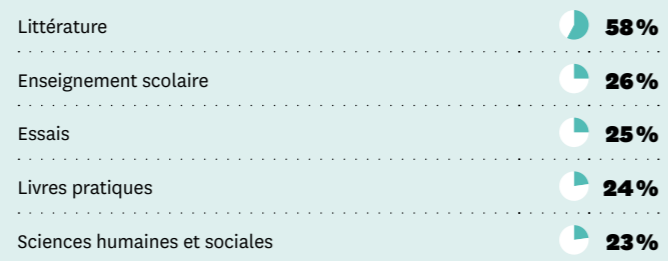 Littérature 58 %
Enseignement scolaire 26 %
Essais 25 %
Livres pratiques 24 %
Sciences humaines et sociales 23 %